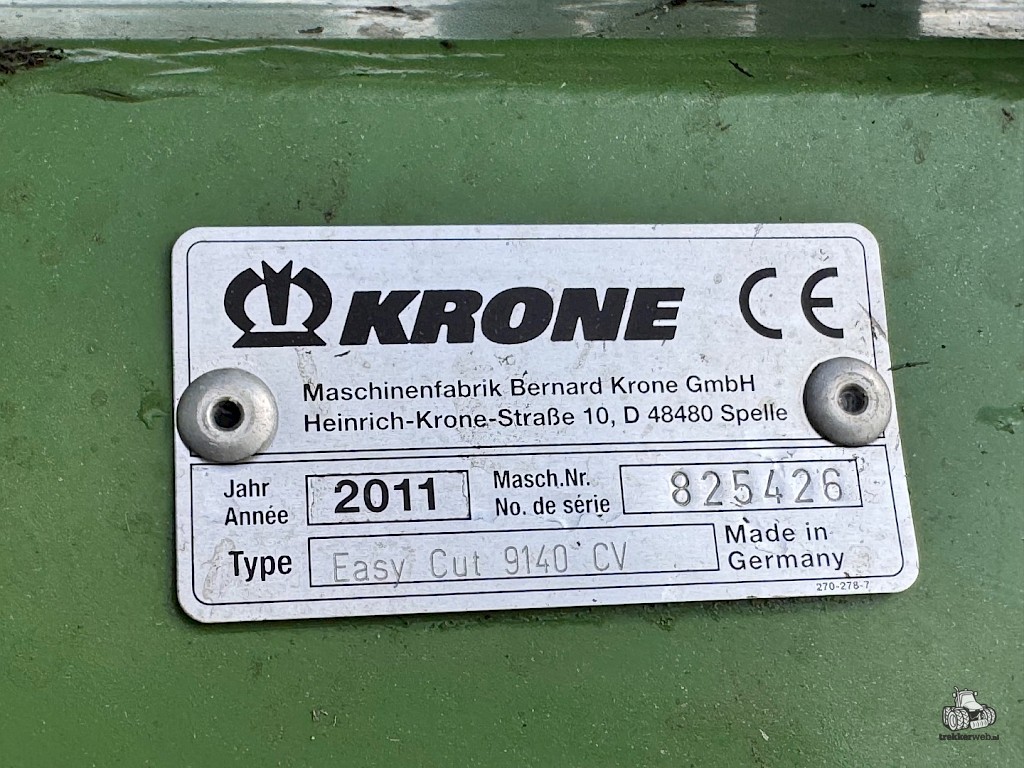 KRONE CE
Maschinenfabrik Bernard Krone GmbH
Heinrich-Krone-Straße 10, D 48480 Spelle
Jahr
Année
2011
Masch.Nr.
No. de série
825426
Type
Easy Cut 9140 CV
Made in
Germany
270-278-7
trekkerweb.nl